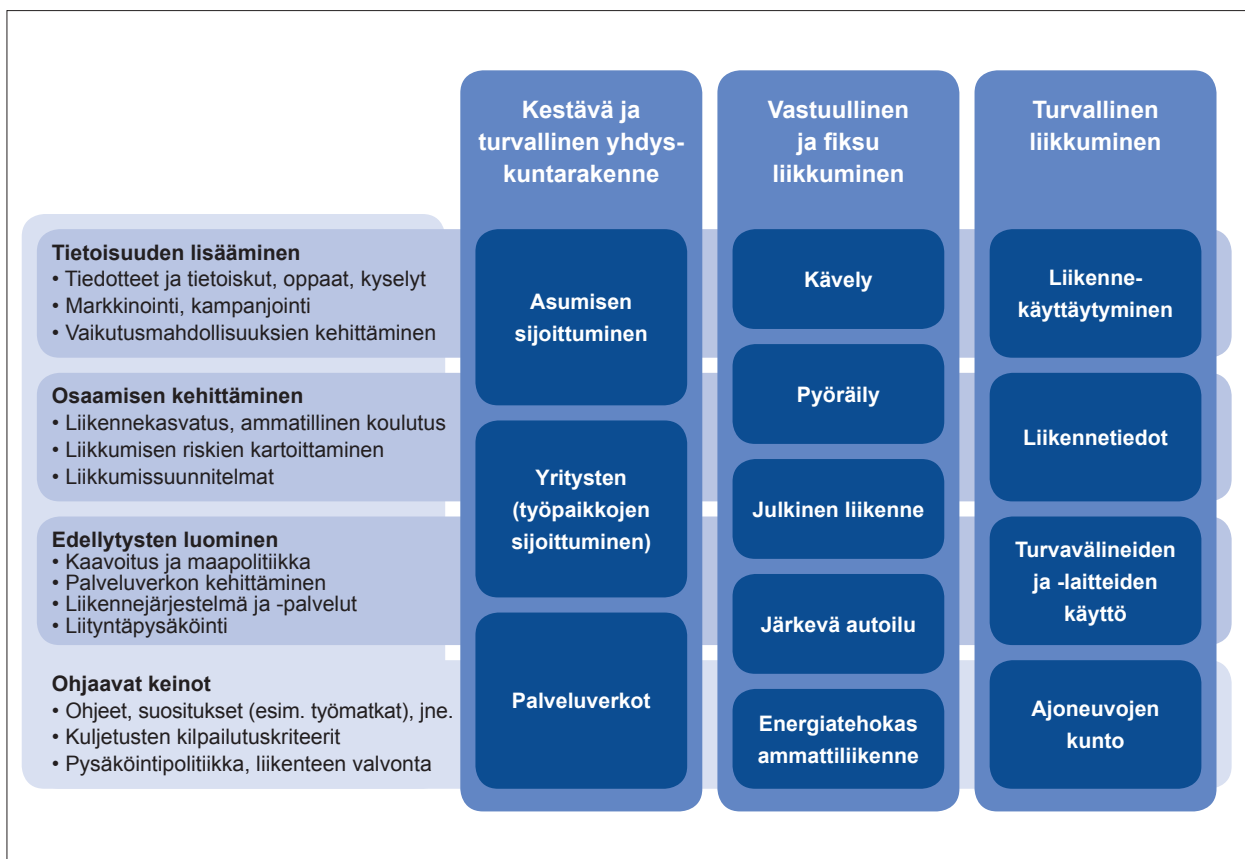 Kestävä ja
turvallinen yhdys-
kuntarakenne
Vastuullinen
ja fiksu
liikkuminen
Turvallinen
liikkuminen
Tietoisuuden lisääminen
• Tiedotteet ja tietoiskut, oppaat, kyselyt
• Markkinointi, kampanjointi
• Vaikutusmahdollisuuksien kehittäminen
Osaamisen kehittäminen
• Liikennekasvatus, ammatillinen koulutus
• Liikkumisen riskien kartoittaminen
• Liikkumissuunnitelmat
Edellytysten luominen
• Kaavoitus ja maapolitiikka
• Palveluverkon kehittäminen
• Liikennejärjestelmä ja -palvelut
• Liityntäpysäköinti
Ohjaavat keinot
• Ohjeet, suositukset (esim. työmatkat), jne.
• Kuljetusten kilpailutuskriteerit
• Pysäköintipolitiikka, liikenteen valvonta
Asumisen
sijoittuminen
Yritysten
(työpaikkojen
sijoittuminen)
Palveluverkot
Kävely
Pyöräily
Julkinen liikenne
Järkevä autoilu
Energiatehokas
ammattiliikenne
Liikenne-
käyttäytyminen
Liikennetiedot
Turvavälineiden
ja -laitteiden
käyttö
Ajoneuvojen
kunto